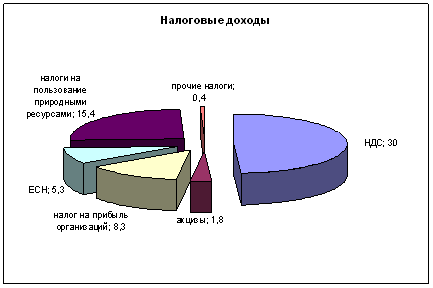 Налоговые доходы
налоги на
пользование
природными
ресурсами; 15,4
прочие налоги;
0,4
НДС; 30
ЕСН; 5,3
налог на прибыль
организаций; 8,3
акцизы; 1,8